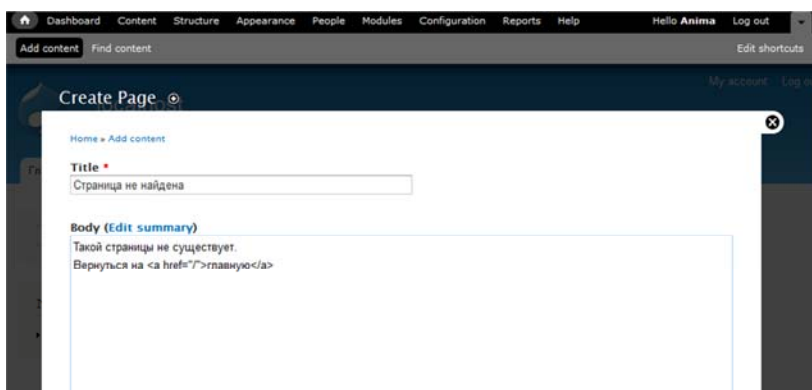 Dashboard Content Structure Appearance People Modules Configuration Reports Help Hello Anima Log out
Add content Find content Edit shortcuts
My account Log o
Create Page
localhost
Home » Add content
Title *
Страница не найдена
Body (Edit summary)
Такой страницы не существует.
Вернуться на <a href="/">главную</a>